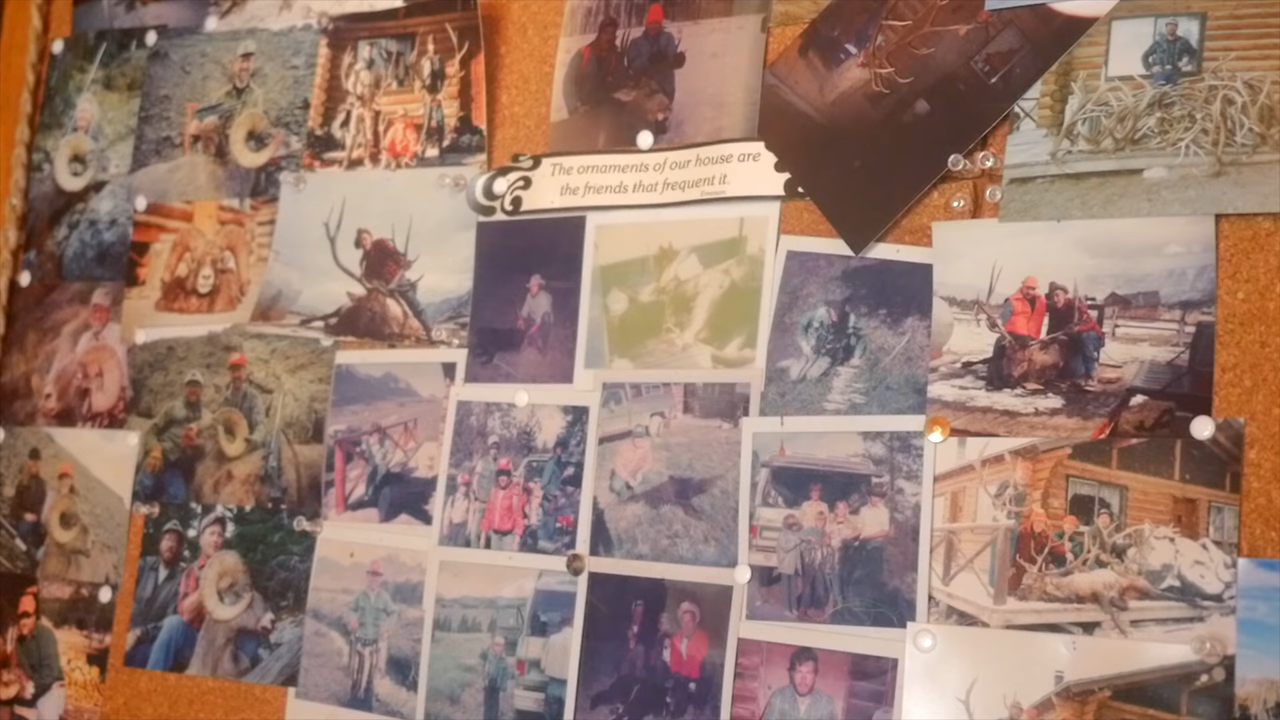 The ornaments of our house are
the friends that frequent it.
Emerson